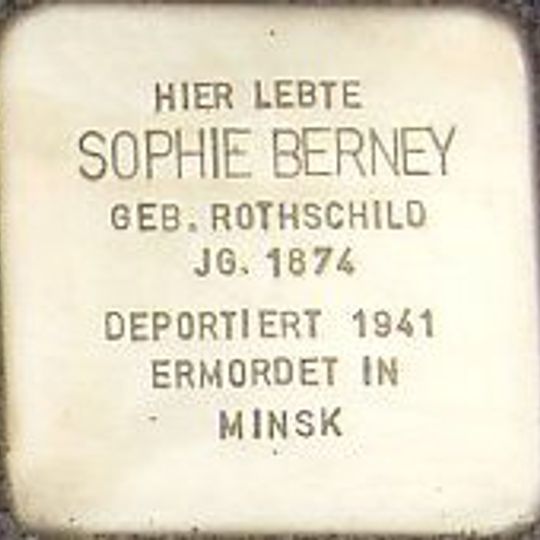 HIER LEBTE
SOPHIE BERNEY
GEB. ROTHSCHILD
JG. 1874
DEPORTIERT 1941
ERMORDET IN
MINSK